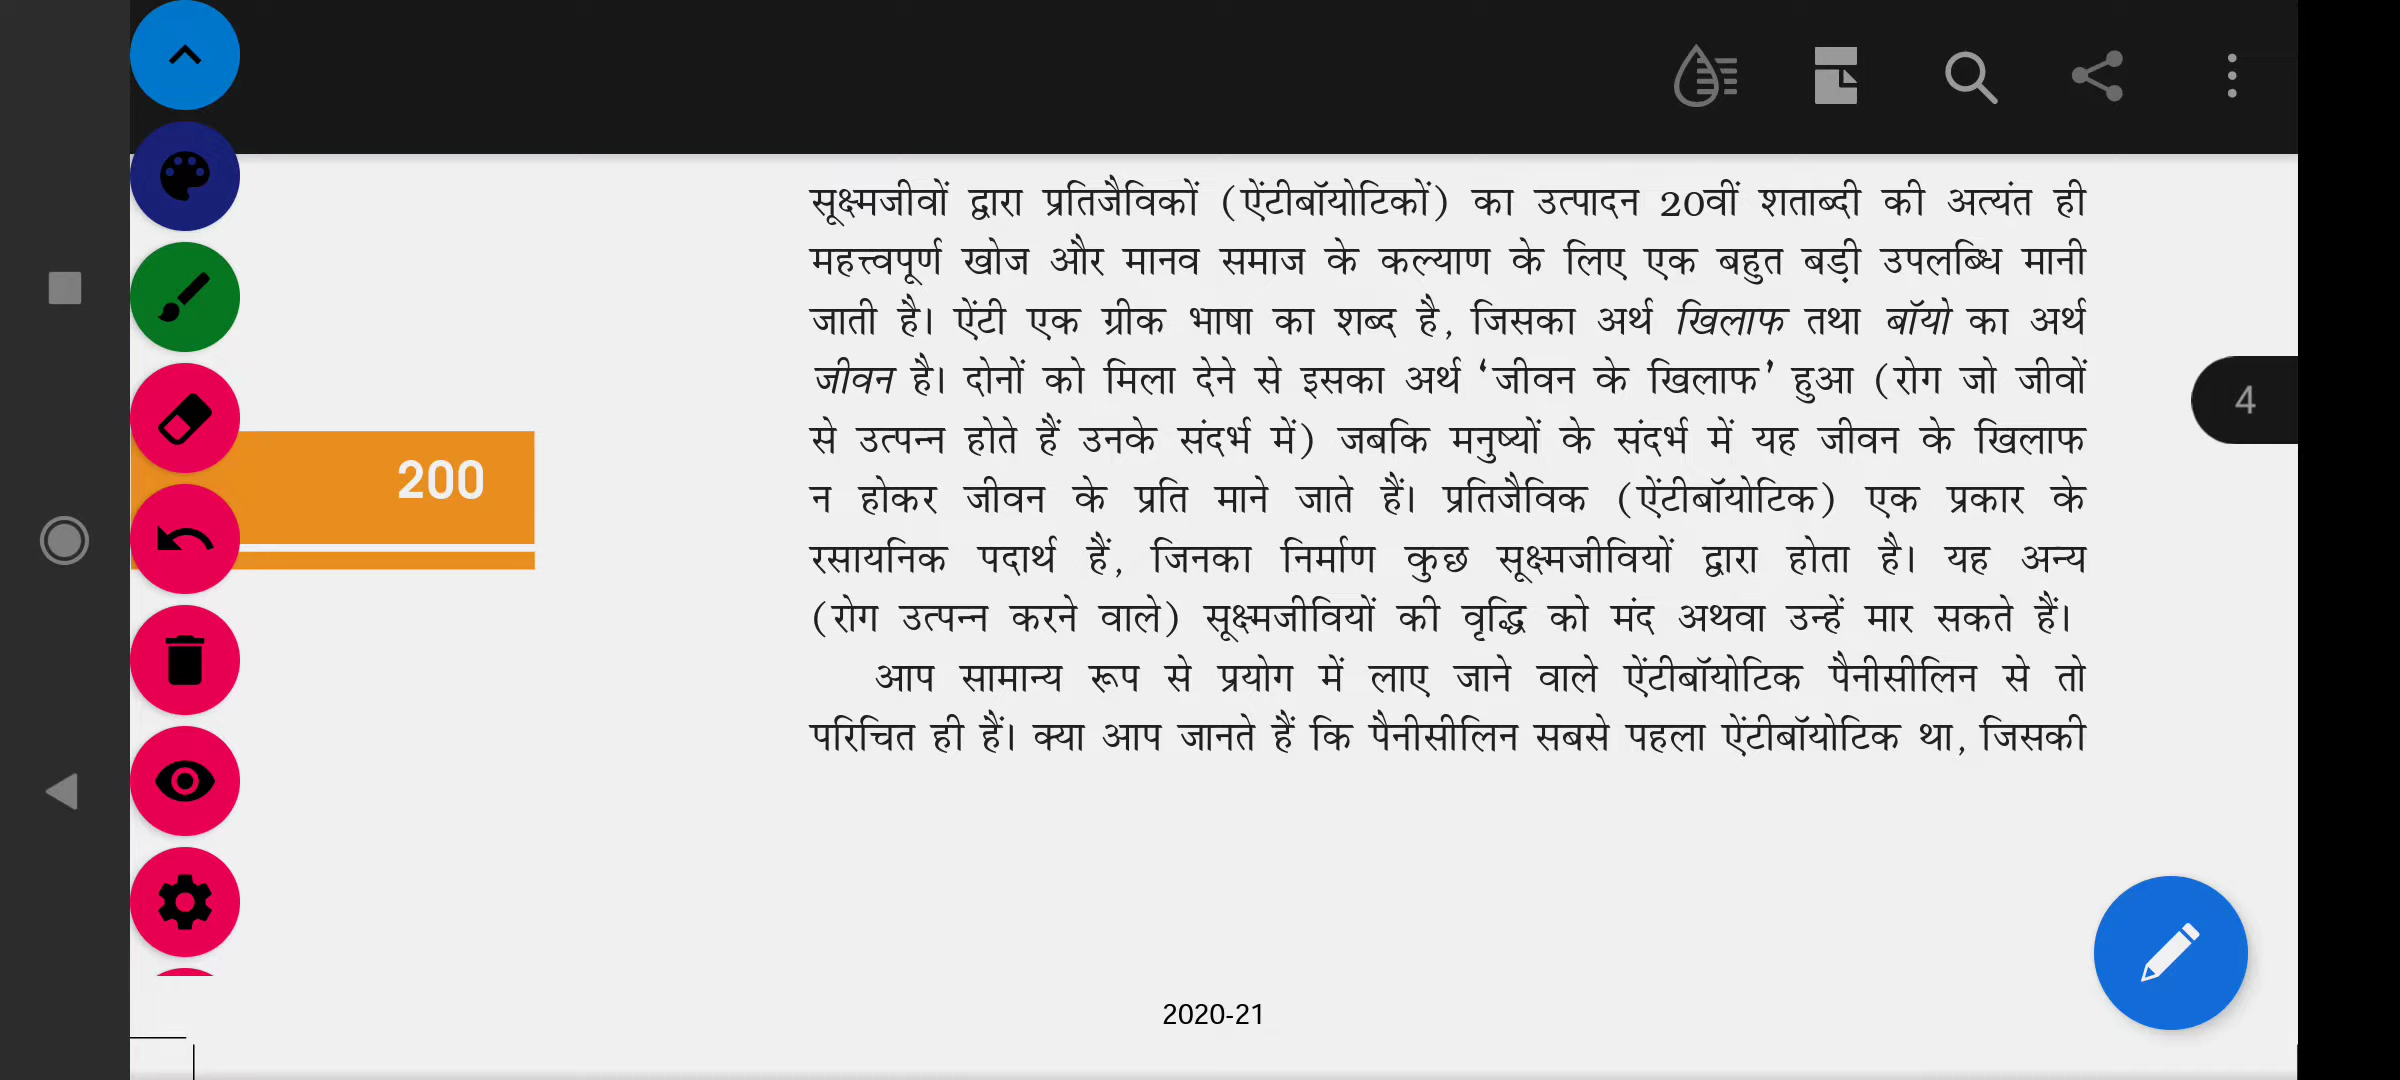 सूक्ष्मजीवों द्वारा प्रतिजैविकों (ऐंटीबॉयोटिकों) का उत्पादन 20वीं शताब्दी की अत्यंत ही
महत्त्वपूर्ण खोज और मानव समाज के कल्याण के लिए एक बहुत बड़ी उपलब्धि मानी
जाती है। ऐंटी एक ग्रीक भाषा का शब्द है, जिसका अर्थ खिलाफ तथा बॉयो का अर्थ
जीवन है। दोनों को मिला देने से इसका अर्थ ‘जीवन के खिलाफ’ हुआ (रोग जो जीवों
से उत्पन्न होते हैं उनके संदर्भ में) जबकि मनुष्यों के संदर्भ में यह जीवन के खिलाफ
न होकर जीवन के प्रति माने जाते हैं। प्रतिजैविक (ऐंटीबॉयोटिक) एक प्रकार के
रसायनिक पदार्थ हैं, जिनका निर्माण कुछ सूक्ष्मजीवियों द्वारा होता है। यह अन्य
(रोग उत्पन्न करने वाले) सूक्ष्मजीवियों की वृद्धि को मंद अथवा उन्हें मार सकते हैं।
आप सामान्य रूप से प्रयोग में लाए जाने वाले ऐंटीबॉयोटिक पैनीसीलिन से तो
परिचित ही हैं। क्या आप जानते हैं कि पैनीसीलिन सबसे पहला ऐंटीबॉयोटिक था, जिसकी
4
200
2020-21